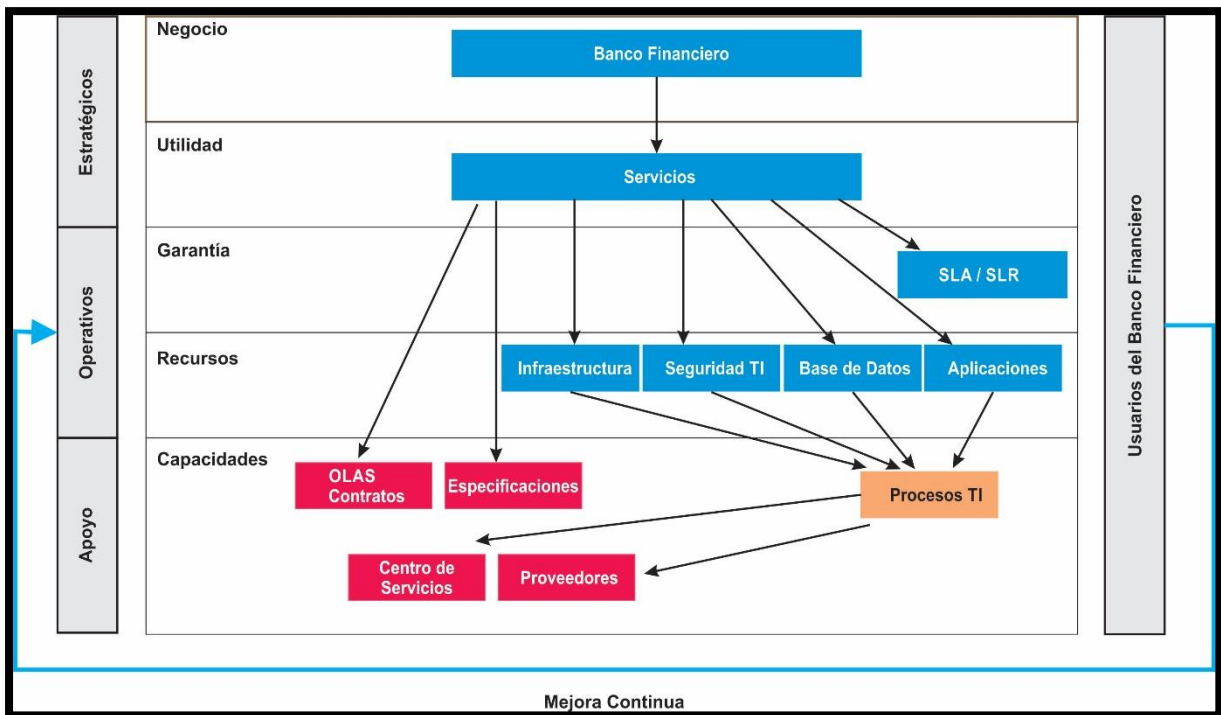 Negocio
Banco Financiero
Estratégicos
Utilidad
Servicios
Garantía
SLA / SLR
Operativos
Recursos
Infraestructura
Seguridad TI
Base de Datos
Aplicaciones
Capacidades
OLAS
Contratos
Especificaciones
Procesos TI
Apoyo
Centro de
Servicios
Proveedores
Usuarios del Banco Financiero
Mejora Continua